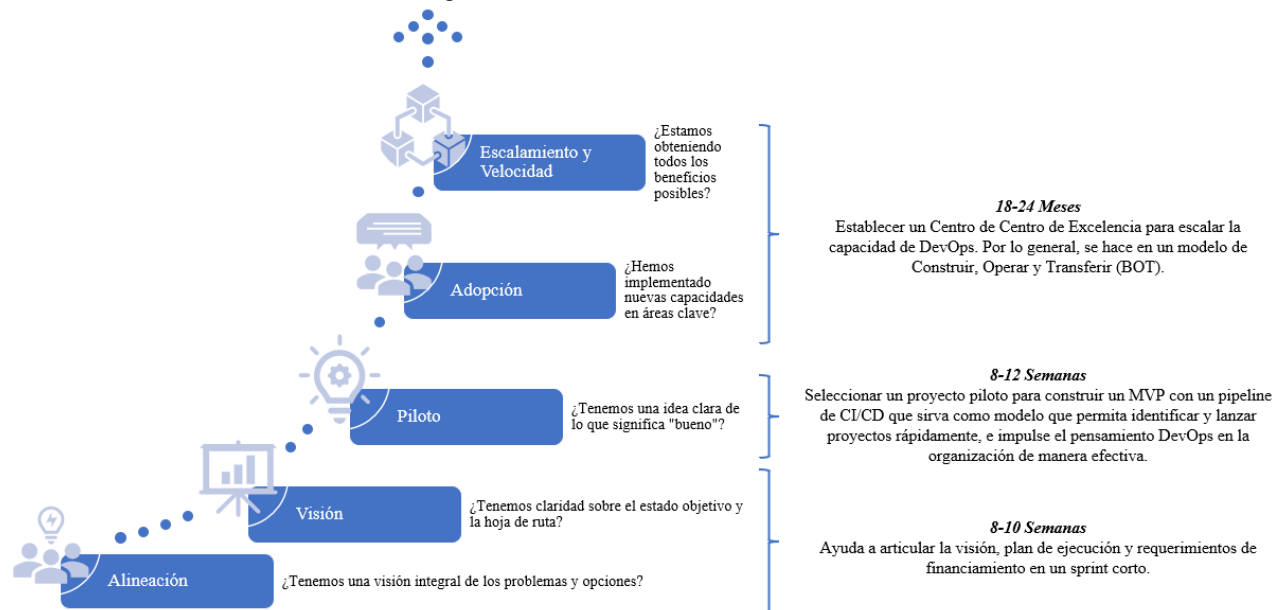 ¿Estamos
obteniendo
todos los
beneficios
posibles?
Escalamiento y
Velocidad
18-24 Meses
Establecer un Centro de Centro de Excelencia para escalar la
capacidad de DevOps. Por lo general, se hace en un modelo de
Construir, Operar y Transferir (BOT).
¿Hemos
implementado
nuevas capacidades
en áreas clave?
Adopción
8-12 Semanas
Seleccionar un proyecto piloto para construir un MVP con un pipeline
de CI/CD que sirva como modelo que permita identificar y lanzar
proyectos rápidamente, e impulse el pensamiento DevOps en la
organización de manera efectiva.
Piloto
¿Tenemos una idea clara de
lo que significa "bueno"?
Visión
¿Tenemos claridad sobre el estado objetivo y
la hoja de ruta?
8-10 Semanas
Ayuda a articular la visión, plan de ejecución y requerimientos de
financiamiento en un sprint corto.
Alineación
¿Tenemos una visión integral de los problemas y opciones?